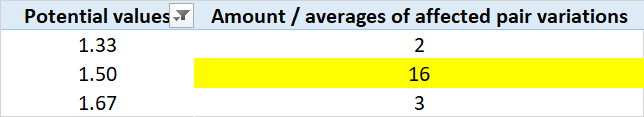 Potential values Amount / averages of affected pair variations
1.33 2
1.50 16
1.67 3